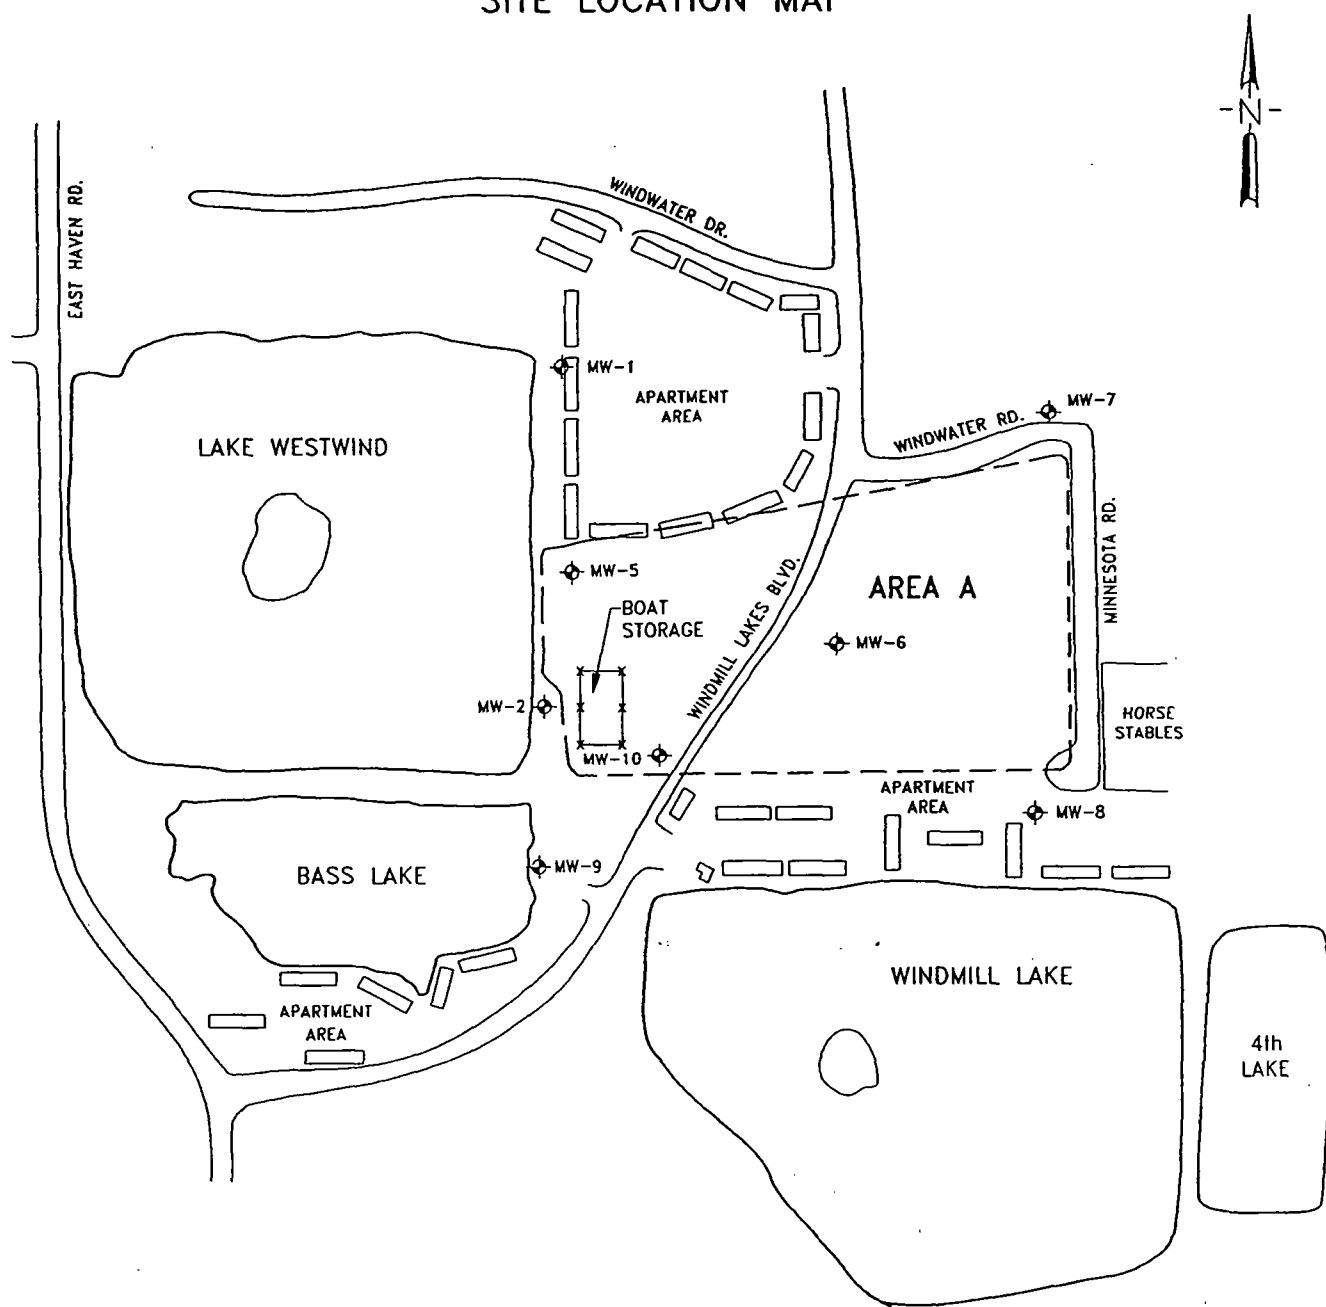 SITE LOCATION MAP
N
EAST HAVEN RD.
WINDWATER DR.
MW-1
APARTMENT
AREA
MW-7
WINDWATER RD.
LAKE WESTWIND
MINNESOTA RD.
MW-5
AREA A
BOAT
STORAGE
WINDMILL LAKES BLVD.
MW-6
MW-2
HORSE
STABLES
MW-10
APARTMENT
AREA
MW-8
BASS LAKE
MW-9
WINDMILL LAKE
APARTMENT
AREA
4th
LAKE